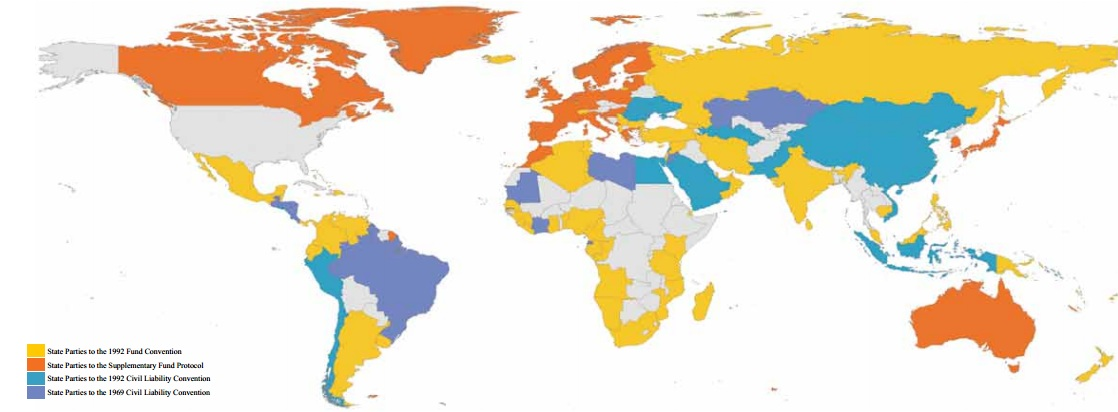 State Parties to the 1992 Fund Convention
State Parties to the Supplementary Fund Protocol
State Parties to the 1992 Civil Liability Convention
State Parties to the 1969 Civil Liability Convention